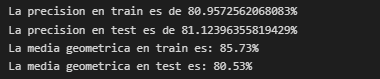 La precision en train es de 80.9572562068083%
La precision en test es de 81.12396355819429%
La media geometrica en train es: 85.73%
La media geometrica en test es: 80.53%